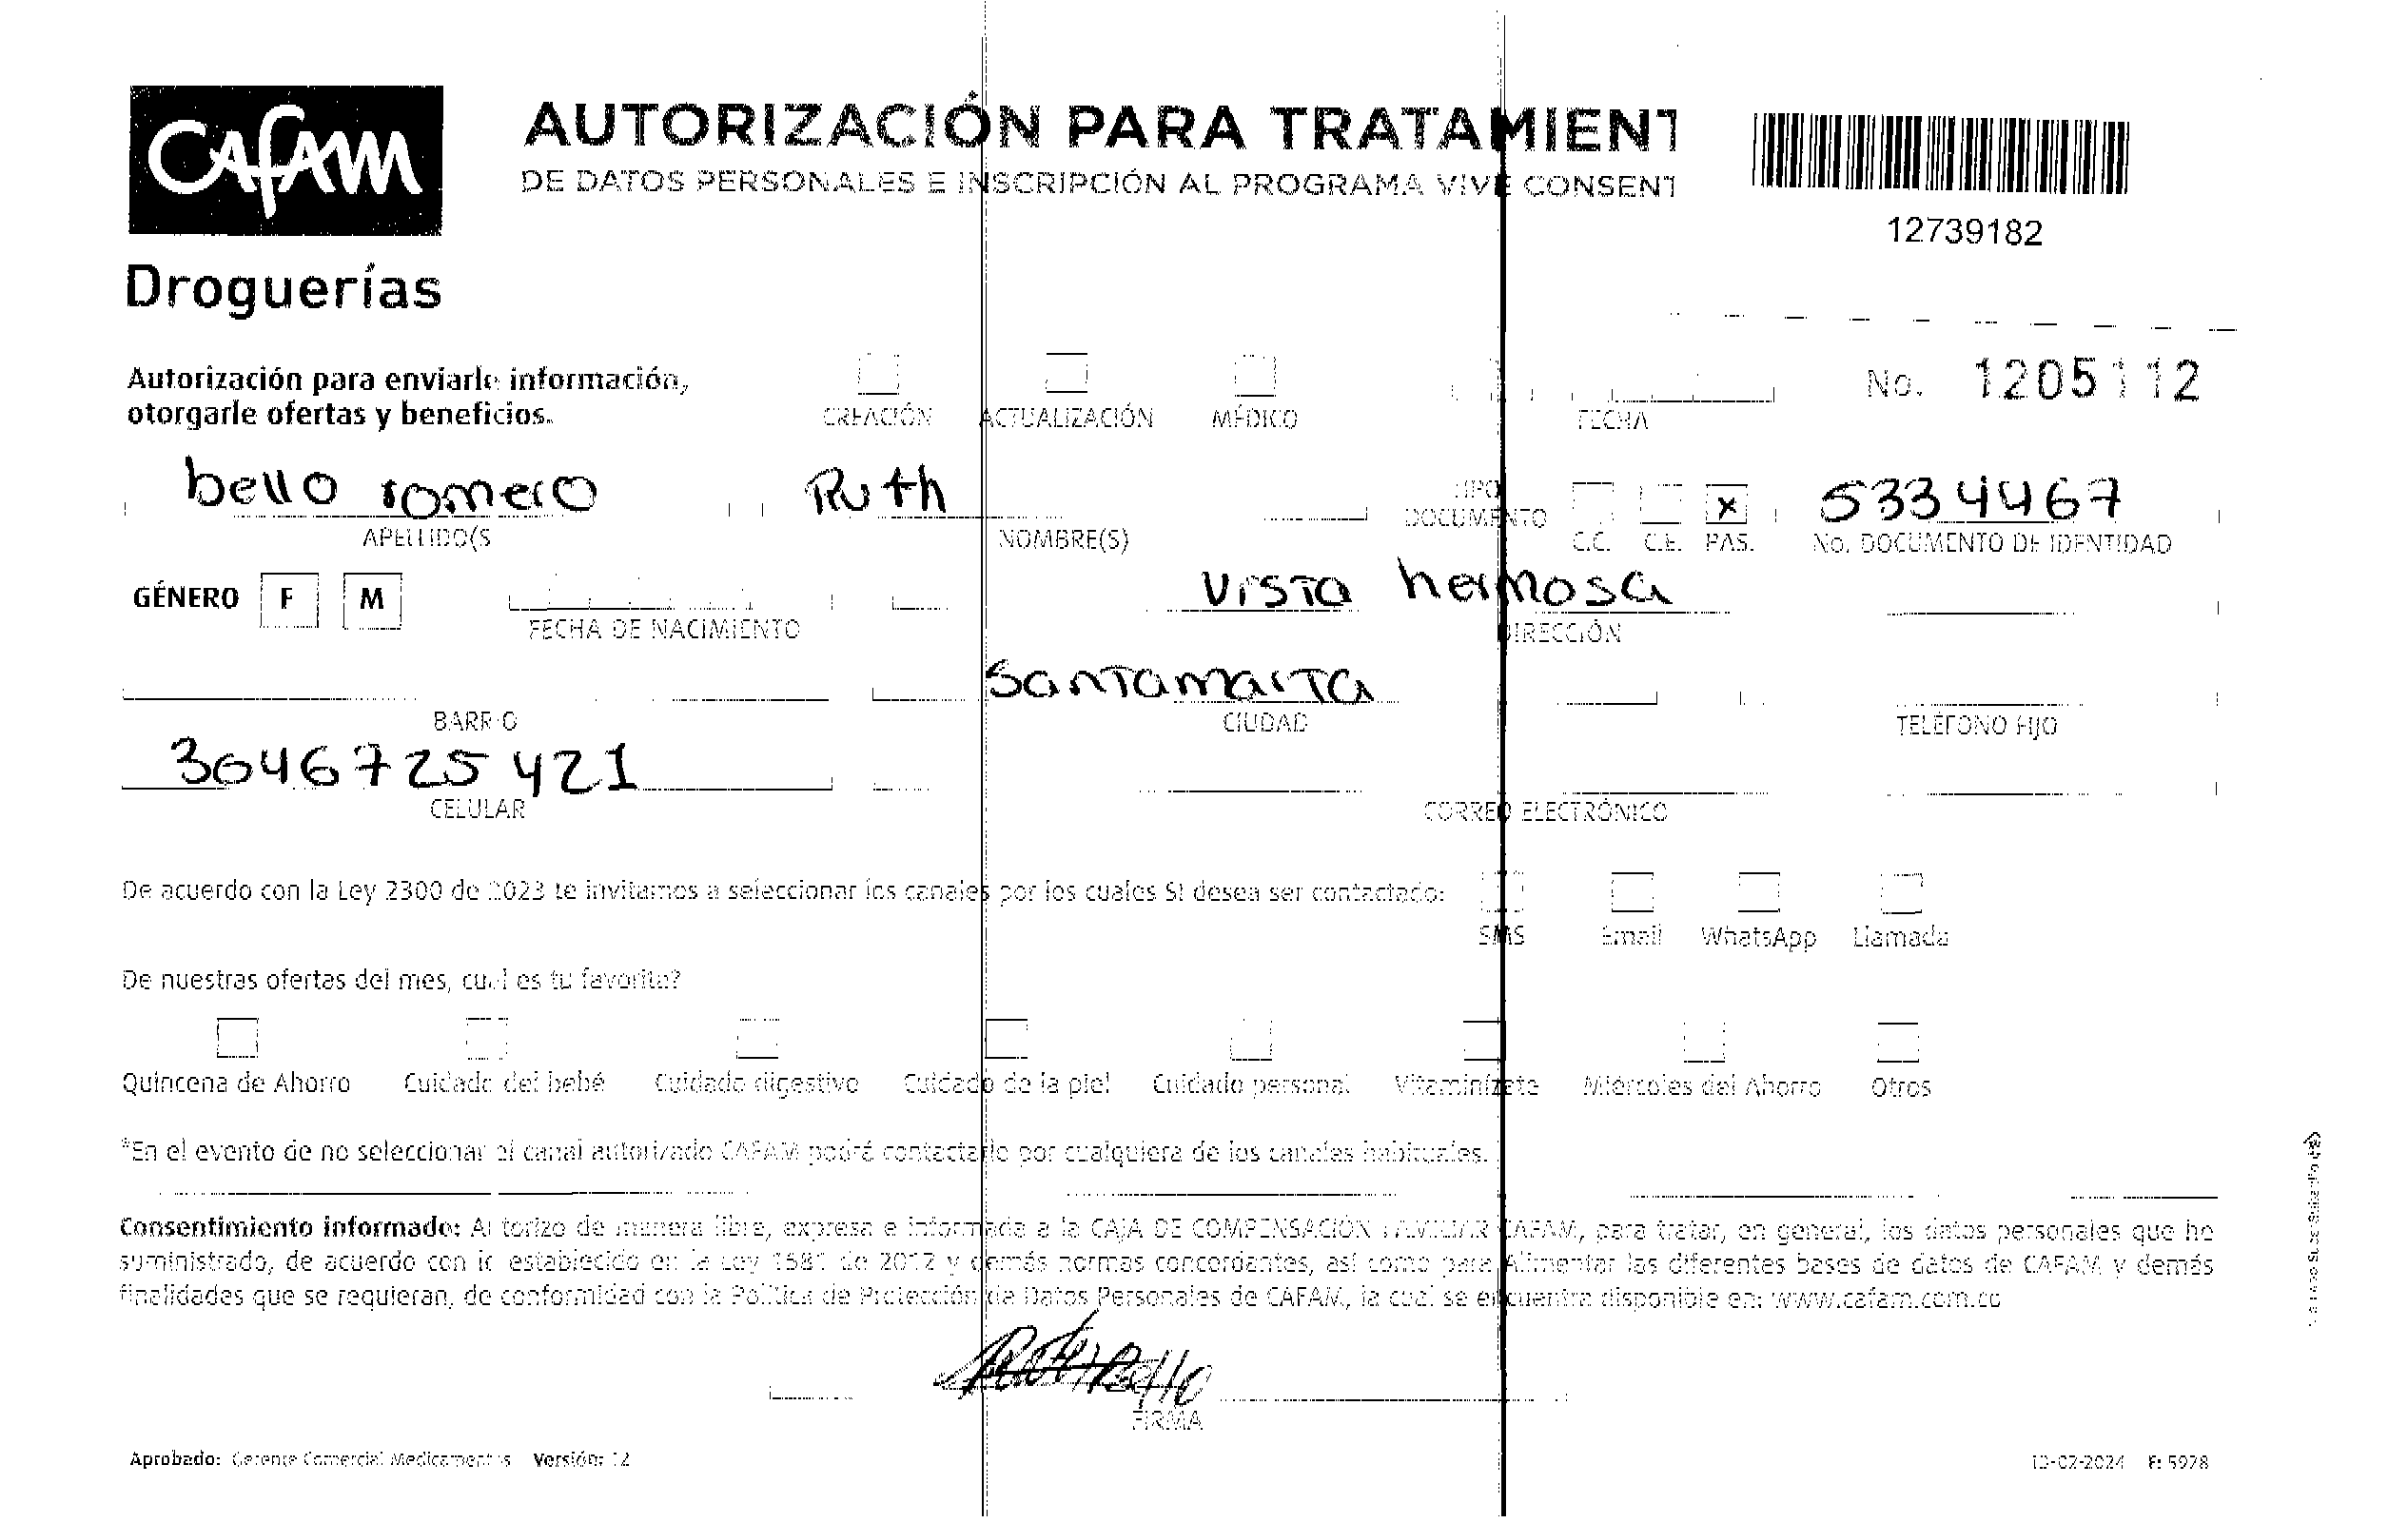 CAFAM
Droguerías
AUTORIZACIÓN PARA TRATAMIENT
DE DATOS PERSONALES E INSCRIPCIÓN AL PROGRAMA VIVE CONSENT
12739182
Autorización para enviarle información,
otorgarle ofertas y beneficios.
CREACIÓN ACTUALIZACIÓN MÉDICO FECHA No. 1205112
bello romero Ruth TIPO DOCUMENTO x 5334467
APELLIDO(S NOMBRE(S) C.C. C.E. PAS. No. DOCUMENTO DE IDENTIDAD
GÉNERO F M vista hermosa
FECHA DE NACIMIENTO DIRECCIÓN
Santamarta
BARRIO CIUDAD TELÉFONO FIJO
3046725421
CELULAR CORREO ELECTRÓNICO
De acuerdo con la Ley 2300 de 2023 te invitamos a seleccionar los canales por los cuales SI desea ser contactado:
SMS Email WhatsApp Llamada
De nuestras ofertas del mes, cuál es tu favorita?
Quincena de Ahorro Cuidado del bebé Cuidado digestivo Cuidado de la piel Cuidado personal Vitaminízate Miércoles del Ahorro Otros
*En el evento de no seleccionar el canal autorizado CAFAM podrá contactarlo por cualquiera de los canales habituales.
Consentimiento informado: Autorizo de manera libre, expresa e informada a la CAJA DE COMPENSACIÓN FAMILIAR CAFAM, para tratar, en general, los datos personales que he
suministrado, de acuerdo con lo establecido en la Ley 1581 de 2012 y demás normas concordantes, así como para Alimentar las diferentes bases de datos de CAFAM y demás
finalidades que se requieran, de conformidad con la Política de Protección de Datos Personales de CAFAM, la cual se encuentra disponible en: www.cafam.com.co
Ruth Bello
FIRMA
Aprobado: Gerente Comercial Medicamentos Versión: 12
13-02-2024 F: 5928